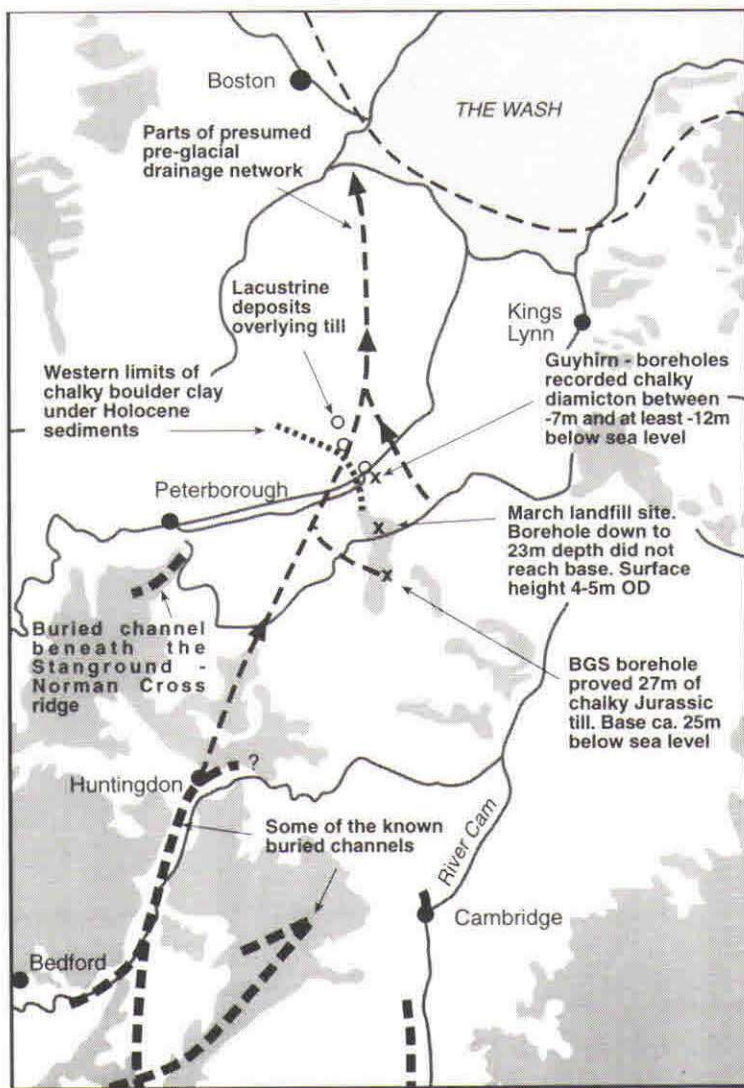 Boston
THE WASH
Parts of presumed
pre-glacial
drainage network
Lacustrine
deposits
overlying till
Kings
Lynn
Western limits of
chalky boulder clay
under Holocene
sediments
Guyhirn - boreholes
recorded chalky
diamicton between
-7m and at least -12m
below sea level
Peterborough
March landfill site.
Borehole down to
23m depth did not
reach base. Surface
height 4-5m OD
Buried channel
beneath the
Stanground -
Norman Cross
ridge
BGS borehole
proved 27m of
chalky Jurassic
till. Base ca. 25m
below sea level
?
Huntingdon
Some of the known
buried channels
River Cam
Cambridge
Bedford